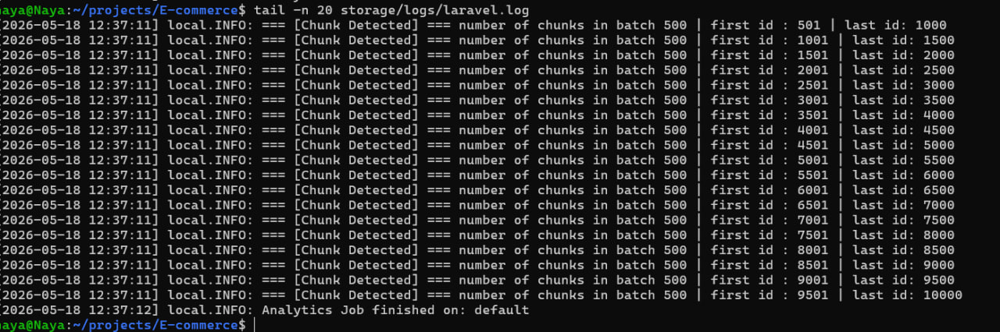 naya@Naya:~/projects/E-commerce$ tail -n 20 storage/logs/laravel.log
[2026-05-18 12:37:11] local.INFO: === [Chunk Detected] === number of chunks in batch 500 | first id : 501 | last id: 1000
[2026-05-18 12:37:11] local.INFO: === [Chunk Detected] === number of chunks in batch 500 | first id : 1001 | last id: 1500
[2026-05-18 12:37:11] local.INFO: === [Chunk Detected] === number of chunks in batch 500 | first id : 1501 | last id: 2000
[2026-05-18 12:37:11] local.INFO: === [Chunk Detected] === number of chunks in batch 500 | first id : 2001 | last id: 2500
[2026-05-18 12:37:11] local.INFO: === [Chunk Detected] === number of chunks in batch 500 | first id : 2501 | last id: 3000
[2026-05-18 12:37:11] local.INFO: === [Chunk Detected] === number of chunks in batch 500 | first id : 3001 | last id: 3500
[2026-05-18 12:37:11] local.INFO: === [Chunk Detected] === number of chunks in batch 500 | first id : 3501 | last id: 4000
[2026-05-18 12:37:11] local.INFO: === [Chunk Detected] === number of chunks in batch 500 | first id : 4001 | last id: 4500
[2026-05-18 12:37:11] local.INFO: === [Chunk Detected] === number of chunks in batch 500 | first id : 4501 | last id: 5000
[2026-05-18 12:37:11] local.INFO: === [Chunk Detected] === number of chunks in batch 500 | first id : 5001 | last id: 5500
[2026-05-18 12:37:11] local.INFO: === [Chunk Detected] === number of chunks in batch 500 | first id : 5501 | last id: 6000
[2026-05-18 12:37:11] local.INFO: === [Chunk Detected] === number of chunks in batch 500 | first id : 6001 | last id: 6500
[2026-05-18 12:37:11] local.INFO: === [Chunk Detected] === number of chunks in batch 500 | first id : 6501 | last id: 7000
[2026-05-18 12:37:11] local.INFO: === [Chunk Detected] === number of chunks in batch 500 | first id : 7001 | last id: 7500
[2026-05-18 12:37:11] local.INFO: === [Chunk Detected] === number of chunks in batch 500 | first id : 7501 | last id: 8000
[2026-05-18 12:37:11] local.INFO: === [Chunk Detected] === number of chunks in batch 500 | first id : 8001 | last id: 8500
[2026-05-18 12:37:11] local.INFO: === [Chunk Detected] === number of chunks in batch 500 | first id : 8501 | last id: 9000
[2026-05-18 12:37:11] local.INFO: === [Chunk Detected] === number of chunks in batch 500 | first id : 9001 | last id: 9500
[2026-05-18 12:37:11] local.INFO: === [Chunk Detected] === number of chunks in batch 500 | first id : 9501 | last id: 10000
[2026-05-18 12:37:12] local.INFO: Analytics Job finished on: default
naya@Naya:~/projects/E-commerce$